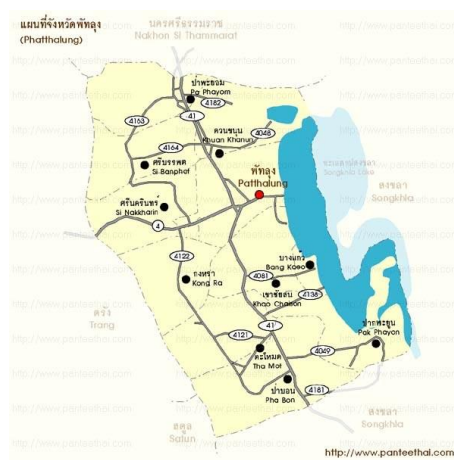 แผนที่จังหวัดพัทลุง
(Phatthalung)
นครศรีธรรมราช
Nakhon Si Thammarat
ป่าพะยอม
Pa Phayom
4182
41
4163
ควนขนุน
Khuan Khanun
4048
4164
ศรีบรรพต
Si Banphot
พัทลุง
Patthalung
ทะเลสาบสงขลา
Songkhla Lake
สงขลา
Songkhla
ศรีนครินทร์
Si Nakkharin
4
4122
กงหรา
Kong Ra
บางแก้ว
Bang Kaeo
4081
เขาชัยสน
Khao Chaison
4136
ตรัง
Trang
41
4121
ตะโหมด
Tha Mot
4049
ปากพะยูน
Pak Phayon
ป่าบอน
Pha Bon
4181
สตูล
Satun
สงขลา
Songkhla
http://www.panteethai.com